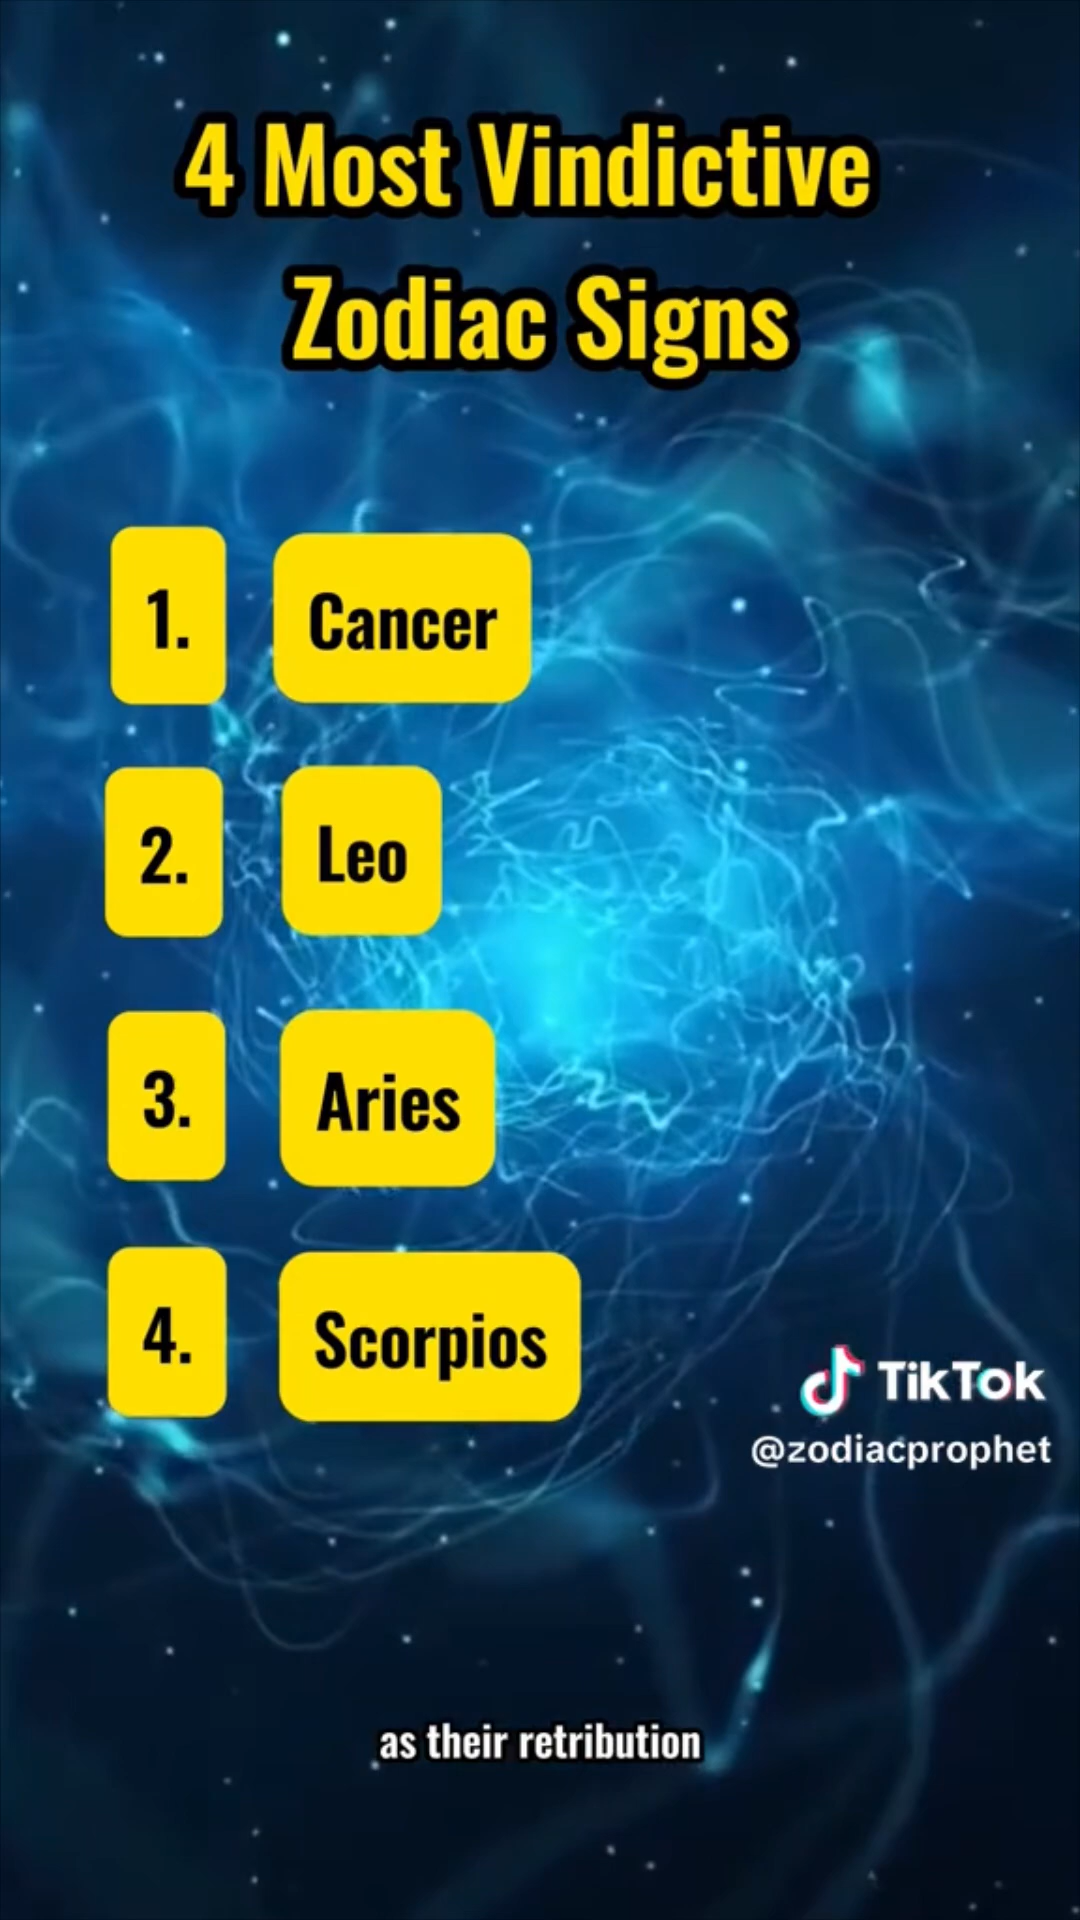 4 Most Vindictive
Zodiac Signs
1. Cancer
2. Leo
3. Aries
4. Scorpios
TikTok
@zodiacprophet
as their retribution